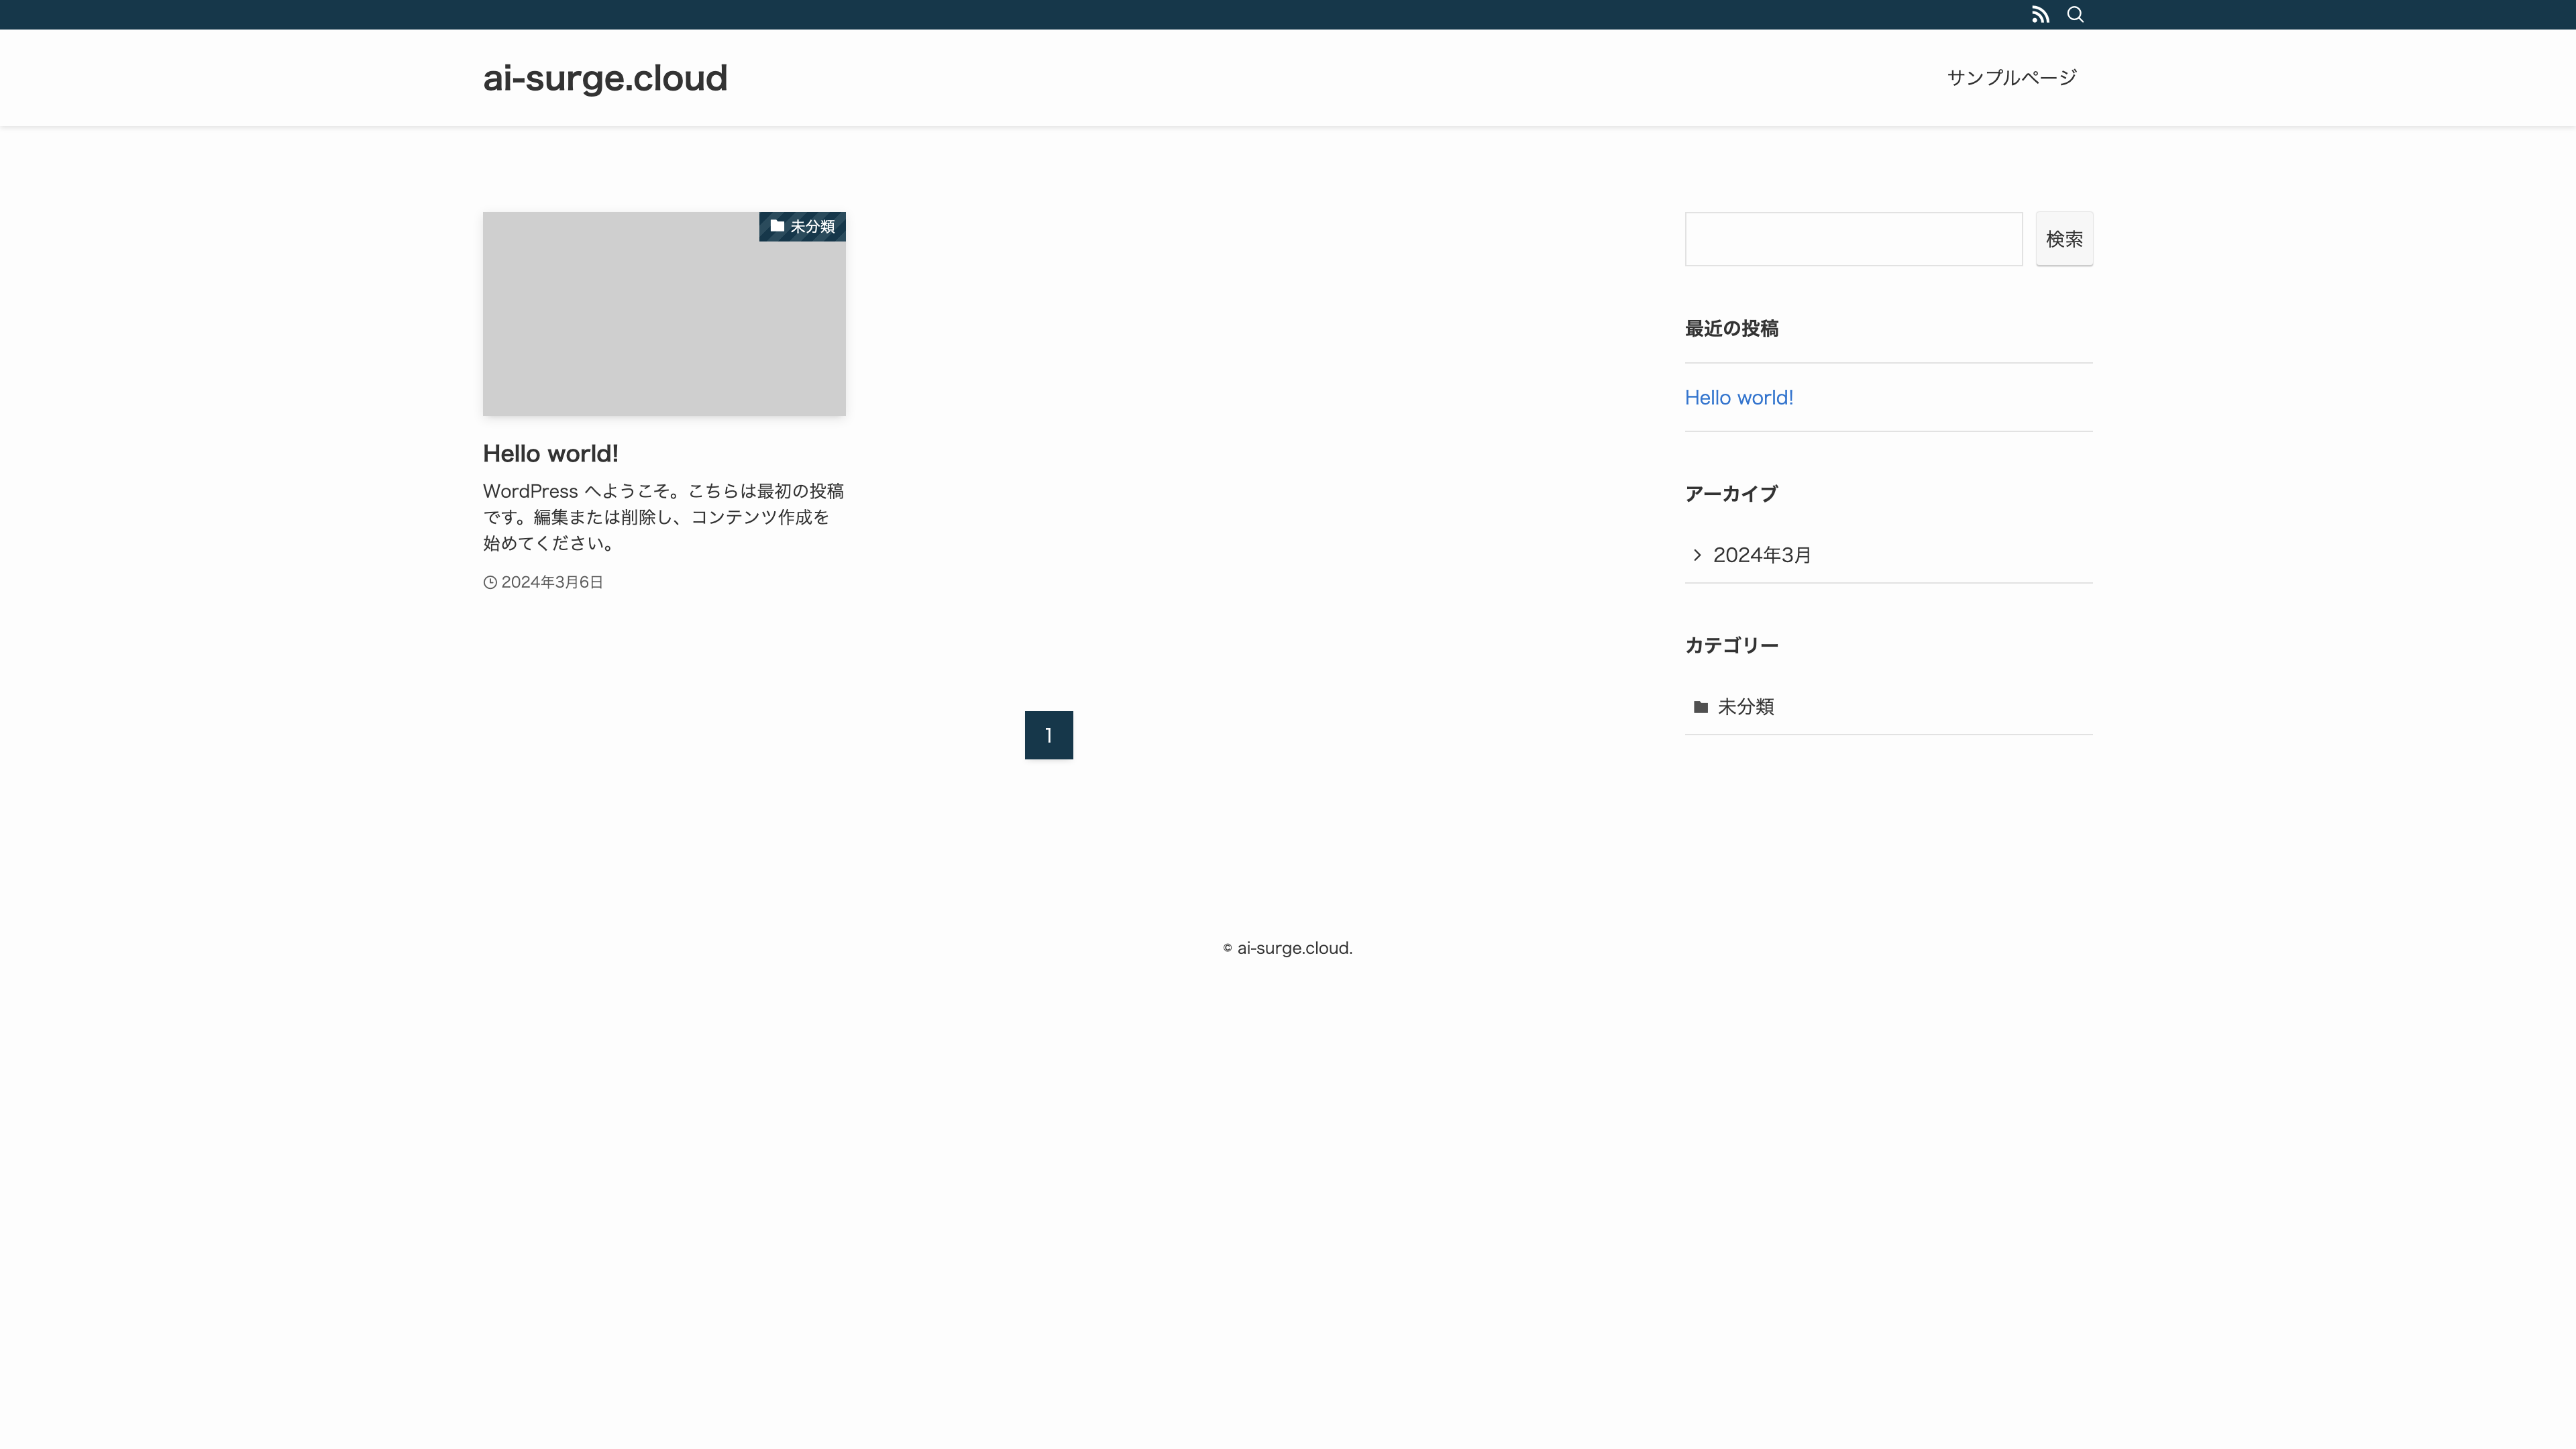 ai-surge.cloud
サンプルページ
未分類
Hello world!
WordPress へようこそ。こちらは最初の投稿
です。編集または削除し、コンテンツ作成を
始めてください。
2024年3月6日
1
検索
最近の投稿
Hello world!
アーカイブ
2024年3月
カテゴリー
未分類
© ai-surge.cloud.